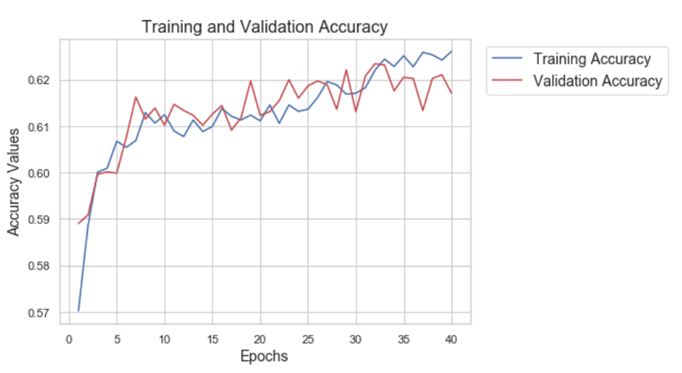 Training and Validation Accuracy
Training Accuracy
Validation Accuracy
Accuracy Values
0.62
0.61
0.60
0.59
0.58
0.57
0 5 10 15 20 25 30 35 40
Epochs